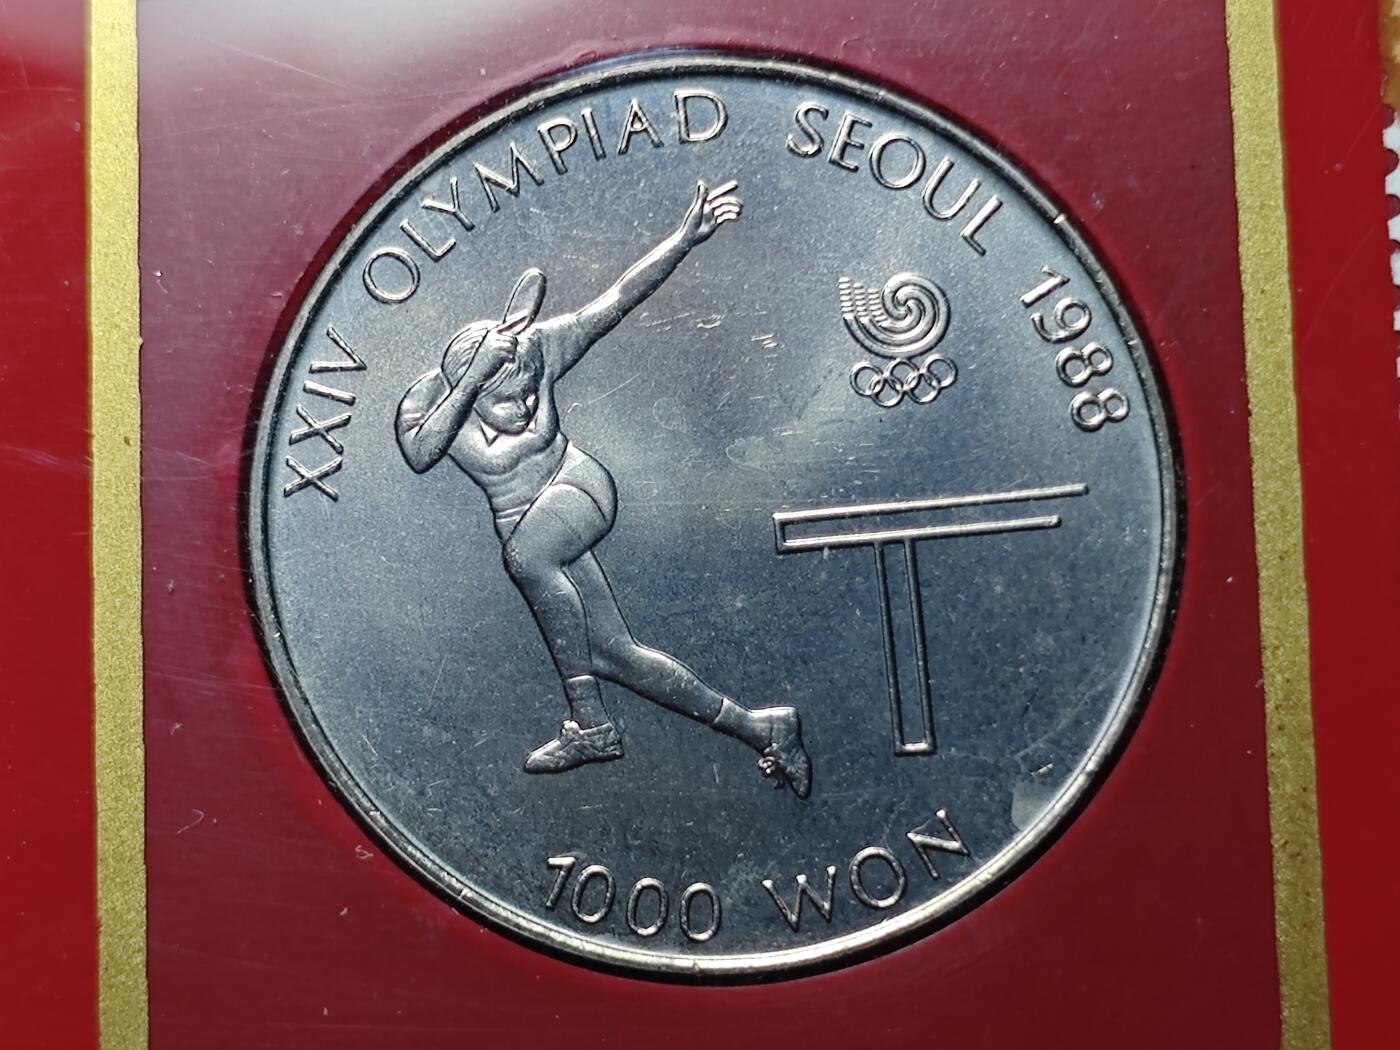 XXIV OLYMPIAD SEOUL 1988
1000 WON